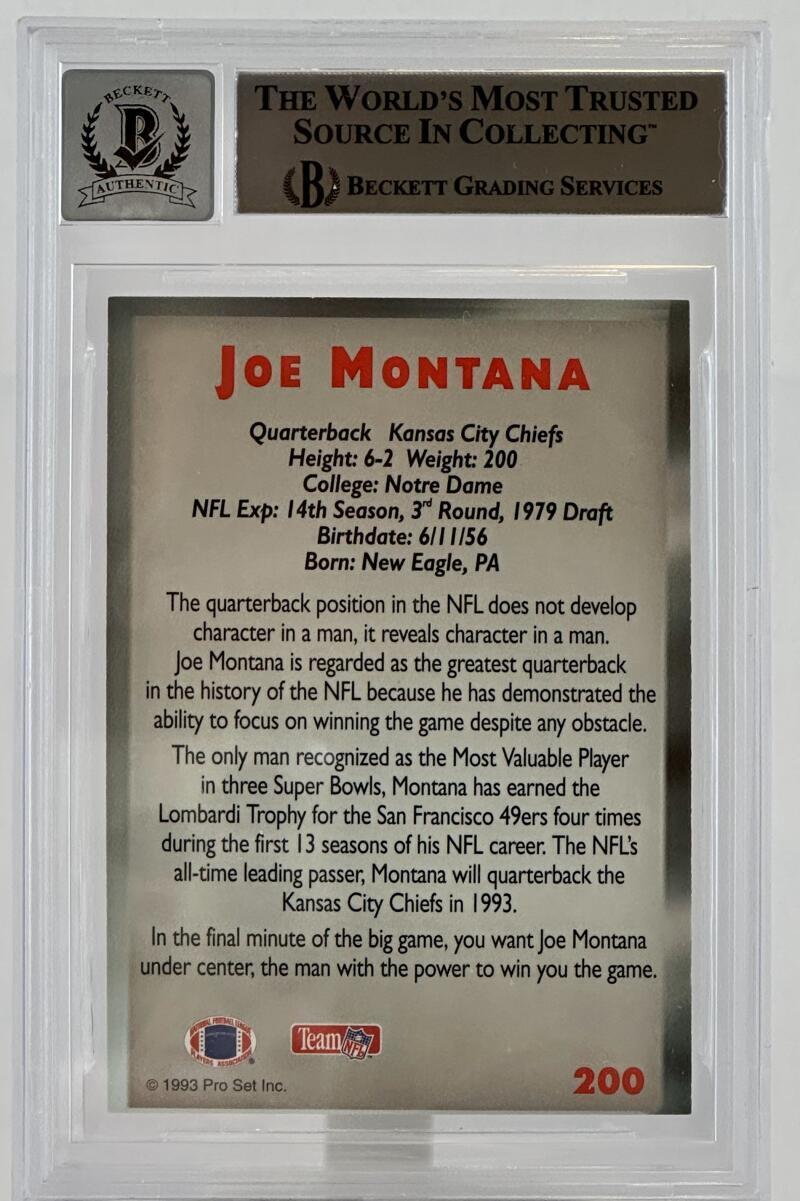 BECKETT
B
AUTHENTIC
THE WORLD'S MOST TRUSTED
SOURCE IN COLLECTING™
B BECKETT GRADING SERVICES
JOE MONTANA
Quarterback Kansas City Chiefs
Height: 6-2 Weight: 200
College: Notre Dame
NFL Exp: 14th Season, 3rd Round, 1979 Draft
Birthdate: 6/11/56
Born: New Eagle, PA
The quarterback position in the NFL does not develop
character in a man, it reveals character in a man.
Joe Montana is regarded as the greatest quarterback
in the history of the NFL because he has demonstrated the
ability to focus on winning the game despite any obstacle.
The only man recognized as the Most Valuable Player
in three Super Bowls, Montana has earned the
Lombardi Trophy for the San Francisco 49ers four times
during the first 13 seasons of his NFL career. The NFL's
all-time leading passer, Montana will quarterback the
Kansas City Chiefs in 1993.
In the final minute of the big game, you want Joe Montana
under center, the man with the power to win you the game.
NATIONAL FOOTBALL LEAGUE
PLAYERS ASSOCIATION
Team NFL
© 1993 Pro Set Inc.
200